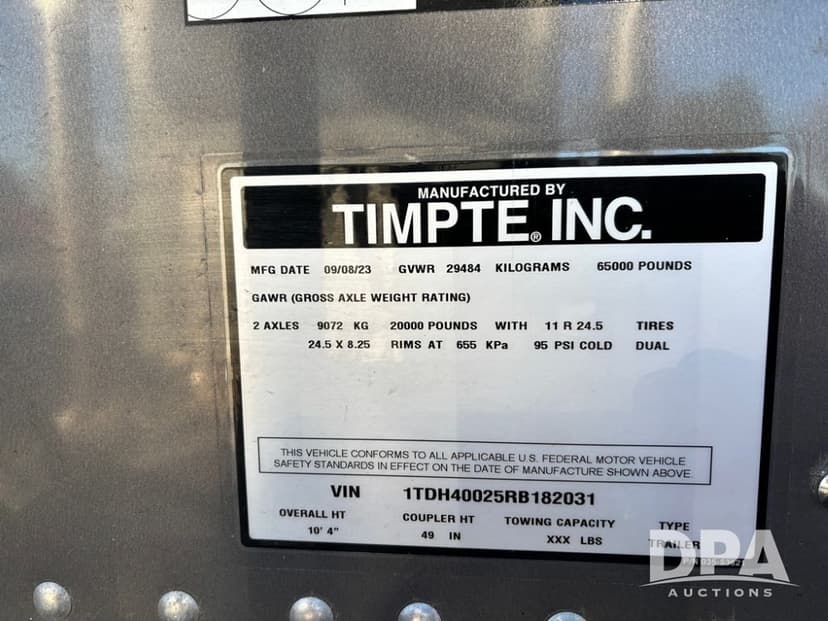 MANUFACTURED BY
TIMPTE® INC.
MFG DATE 09/08/23 GVWR 29484 KILOGRAMS 65000 POUNDS
GAWR (GROSS AXLE WEIGHT RATING)
2 AXLES 9072 KG 20000 POUNDS WITH 11 R 24.5 TIRES
24.5 X 8.25 RIMS AT 655 KPa 95 PSI COLD DUAL
THIS VEHICLE CONFORMS TO ALL APPLICABLE U.S. FEDERAL MOTOR VEHICLE
SAFETY STANDARDS IN EFFECT ON THE DATE OF MANUFACTURE SHOWN ABOVE.
VIN 1TDH40025RB182031
OVERALL HT COUPLER HT TOWING CAPACITY TYPE
10' 4" 49 IN XXX LBS TRAILER
DPA
AUCTIONS